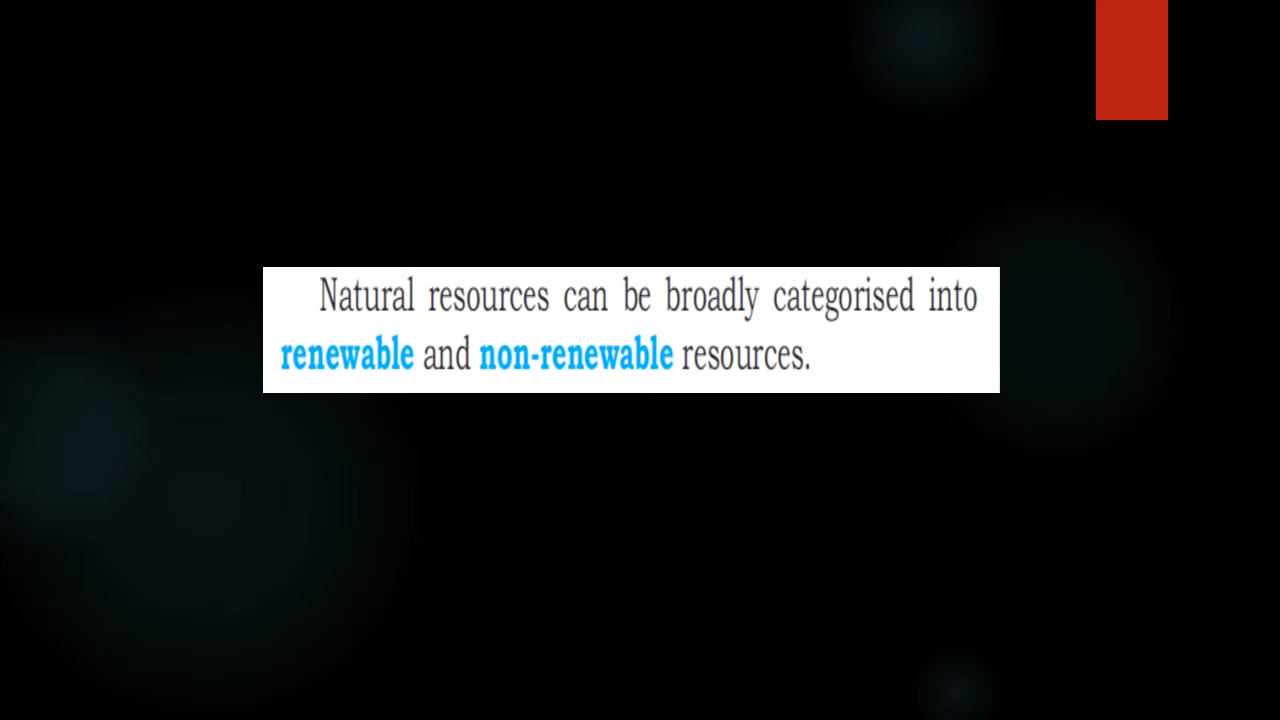 Natural resources can be broadly categorised into
renewable and non-renewable resources.